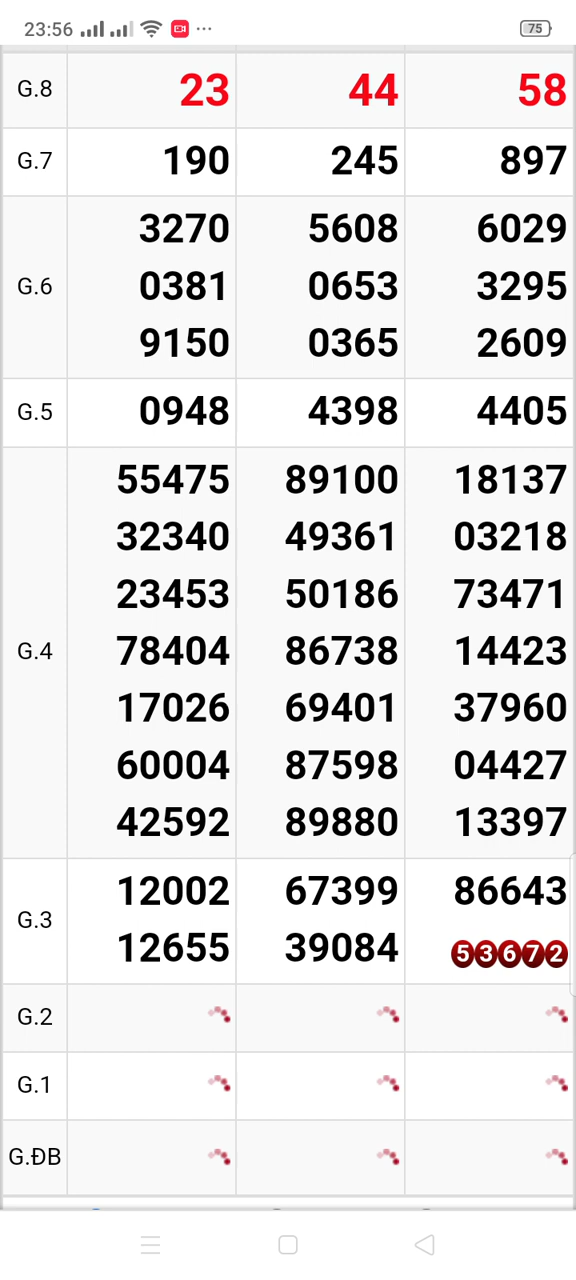 23:56 75
G.8 23 44 58
G.7 190 245 897
3270 5608 6029
G.6 0381 0653 3295
9150 0365 2609
G.5 0948 4398 4405
55475 89100 18137
32340 49361 03218
23453 50186 73471
G.4 78404 86738 14423
17026 69401 37960
60004 87598 04427
42592 89880 13397
G.3 12002 67399 86643
12655 39084 53672
G.2
G.1
G.ĐB